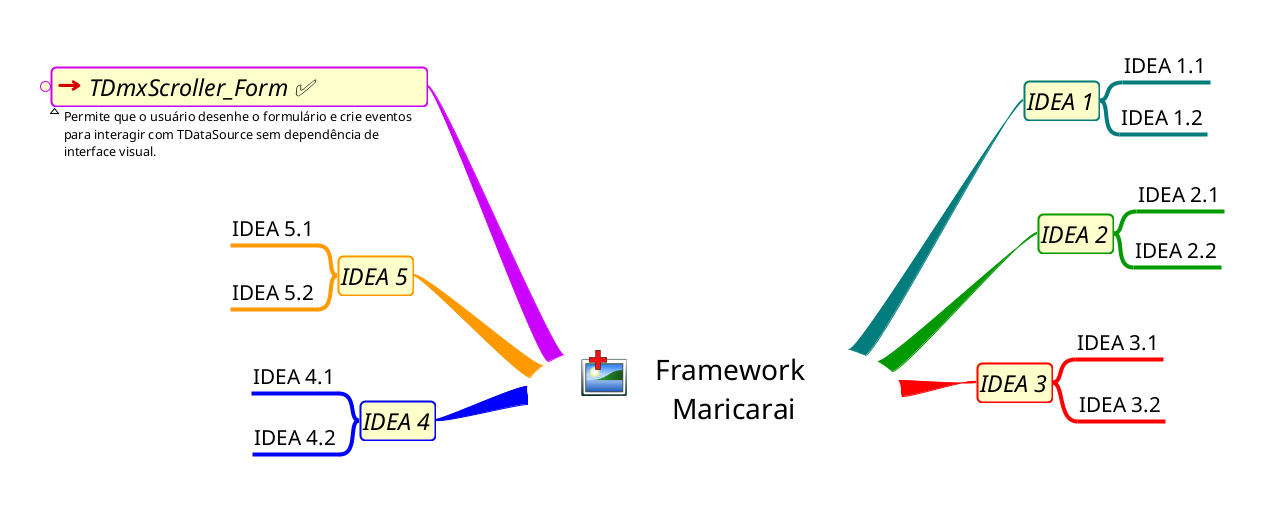 TDmxScroller_Form ✅
Permite que o usuário desenhe o formulário e crie eventos
para interagir com TDataSource sem dependência de
interface visual.
IDEA 5.1
IDEA 5
IDEA 5.2
IDEA 4.1
IDEA 4
IDEA 4.2
Framework
Maricarai
IDEA 1.1
IDEA 1
IDEA 1.2
IDEA 2.1
IDEA 2
IDEA 2.2
IDEA 3.1
IDEA 3
IDEA 3.2